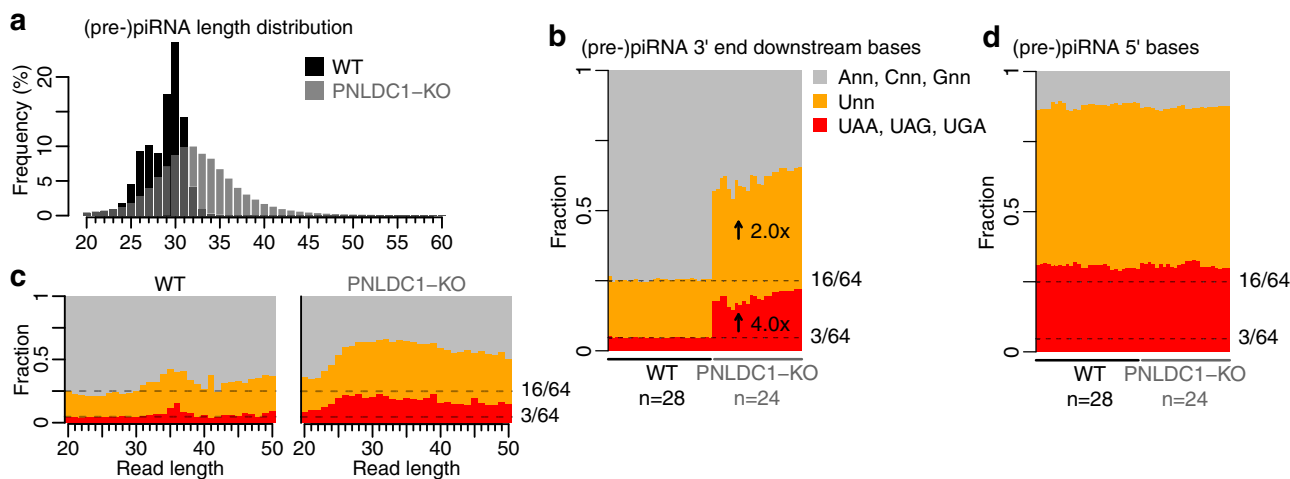 a
(pre-)piRNA length distribution
Frequency (%)
20
10
5
0
WT
PNLDC1–KO
20 25 30 35 40 45 50 55 60
b
(pre-)piRNA 3' end downstream bases
Fraction
1
0.5
0
Ann, Cnn, Gnn
Unn
UAA, UAG, UGA
2.0x
4.0x
16/64
3/64
WT
n=28
PNLDC1–KO
n=24
c
WT
PNLDC1–KO
Fraction
1
0.5
0
16/64
3/64
20 30 40 50
20 30 40 50
Read length
Read length
d
(pre-)piRNA 5' bases
Fraction
1
0.5
0
16/64
3/64
WT
n=28
PNLDC1–KO
n=24